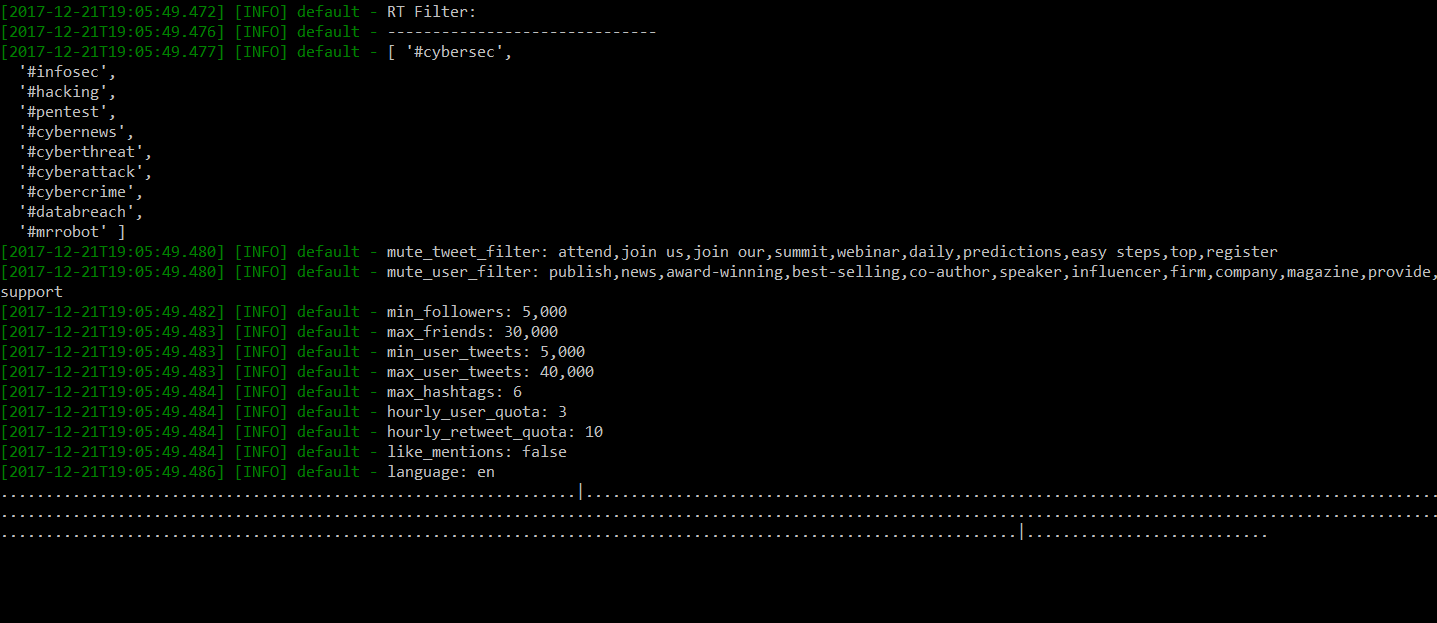 [2017-12-21T19:05:49.472] [INFO] default - RT Filter:
[2017-12-21T19:05:49.476] [INFO] default - ------------------------------
[2017-12-21T19:05:49.477] [INFO] default - [ '#cybersec',
  '#infosec',
  '#hacking',
  '#pentest',
  '#cybernews',
  '#cyberthreat',
  '#cyberattack',
  '#cybercrime',
  '#databreach',
  '#mrrobot' ]
[2017-12-21T19:05:49.480] [INFO] default - mute_tweet_filter: attend,join us,join our,summit,webinar,daily,predictions,easy steps,top,register
[2017-12-21T19:05:49.480] [INFO] default - mute_user_filter: publish,news,award-winning,best-selling,co-author,speaker,influencer,firm,company,magazine,provide,
support
[2017-12-21T19:05:49.482] [INFO] default - min_followers: 5,000
[2017-12-21T19:05:49.483] [INFO] default - max_friends: 30,000
[2017-12-21T19:05:49.483] [INFO] default - min_user_tweets: 5,000
[2017-12-21T19:05:49.483] [INFO] default - max_user_tweets: 40,000
[2017-12-21T19:05:49.484] [INFO] default - max_hashtags: 6
[2017-12-21T19:05:49.484] [INFO] default - hourly_user_quota: 3
[2017-12-21T19:05:49.484] [INFO] default - hourly_retweet_quota: 10
[2017-12-21T19:05:49.484] [INFO] default - like_mentions: false
[2017-12-21T19:05:49.486] [INFO] default - language: en
................................................................|...............................................................................................
................................................................................................................................................................
.................................................................................................................|...........................